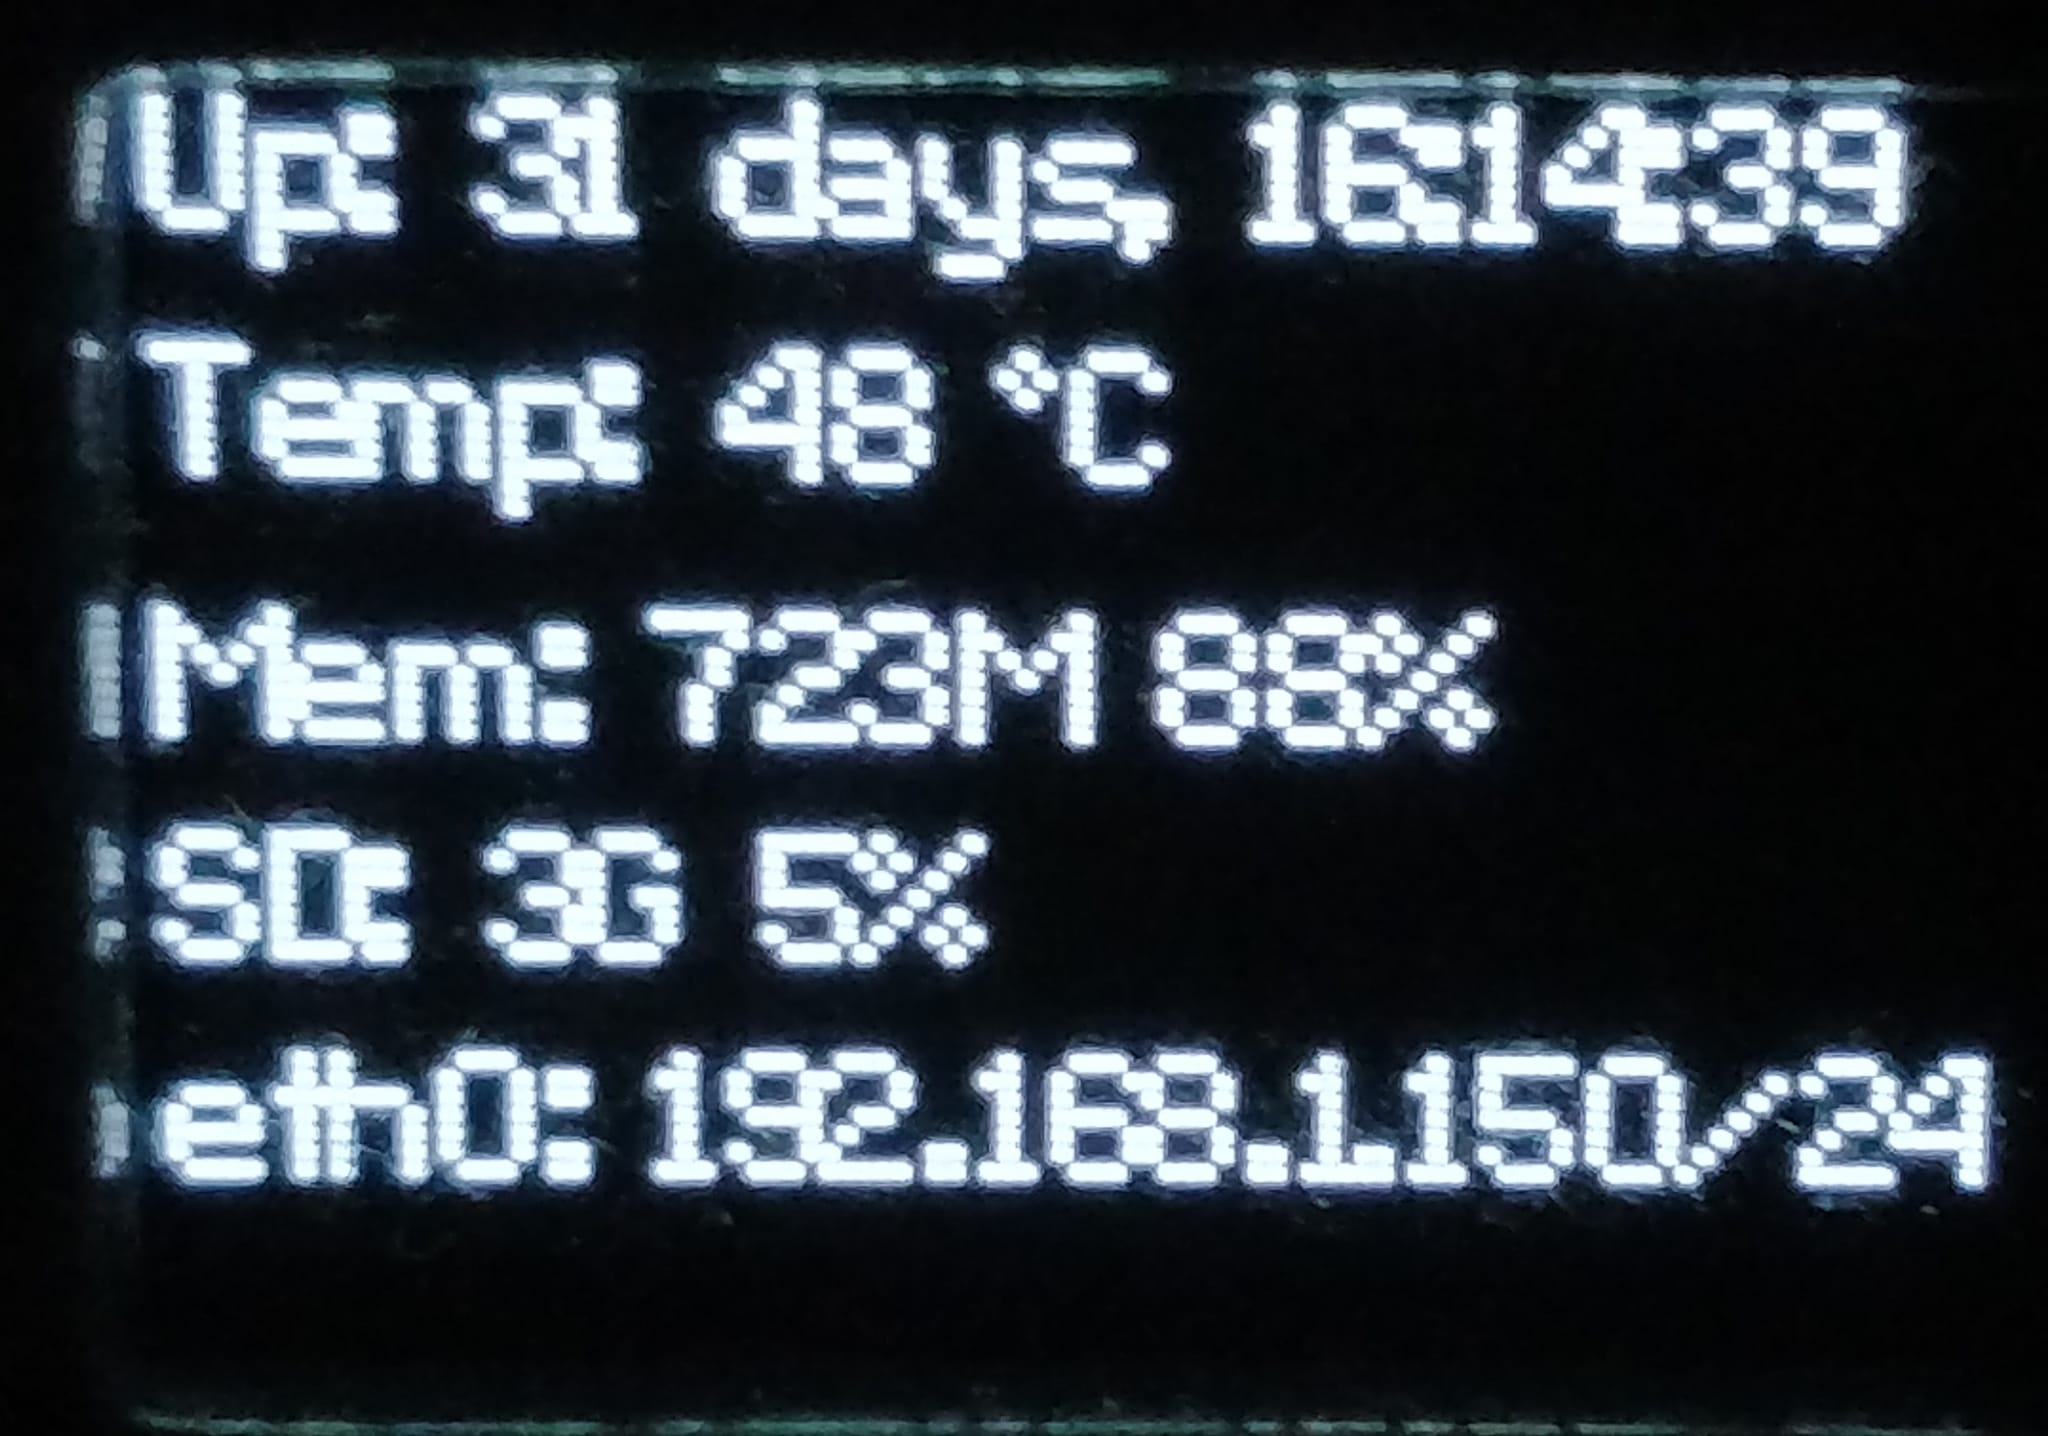 Up: 31 days, 16:14:39
Temp: 48 °C
Mem: 723M 88%
SD: 3G 5%
eth0: 192.168.1.150/24